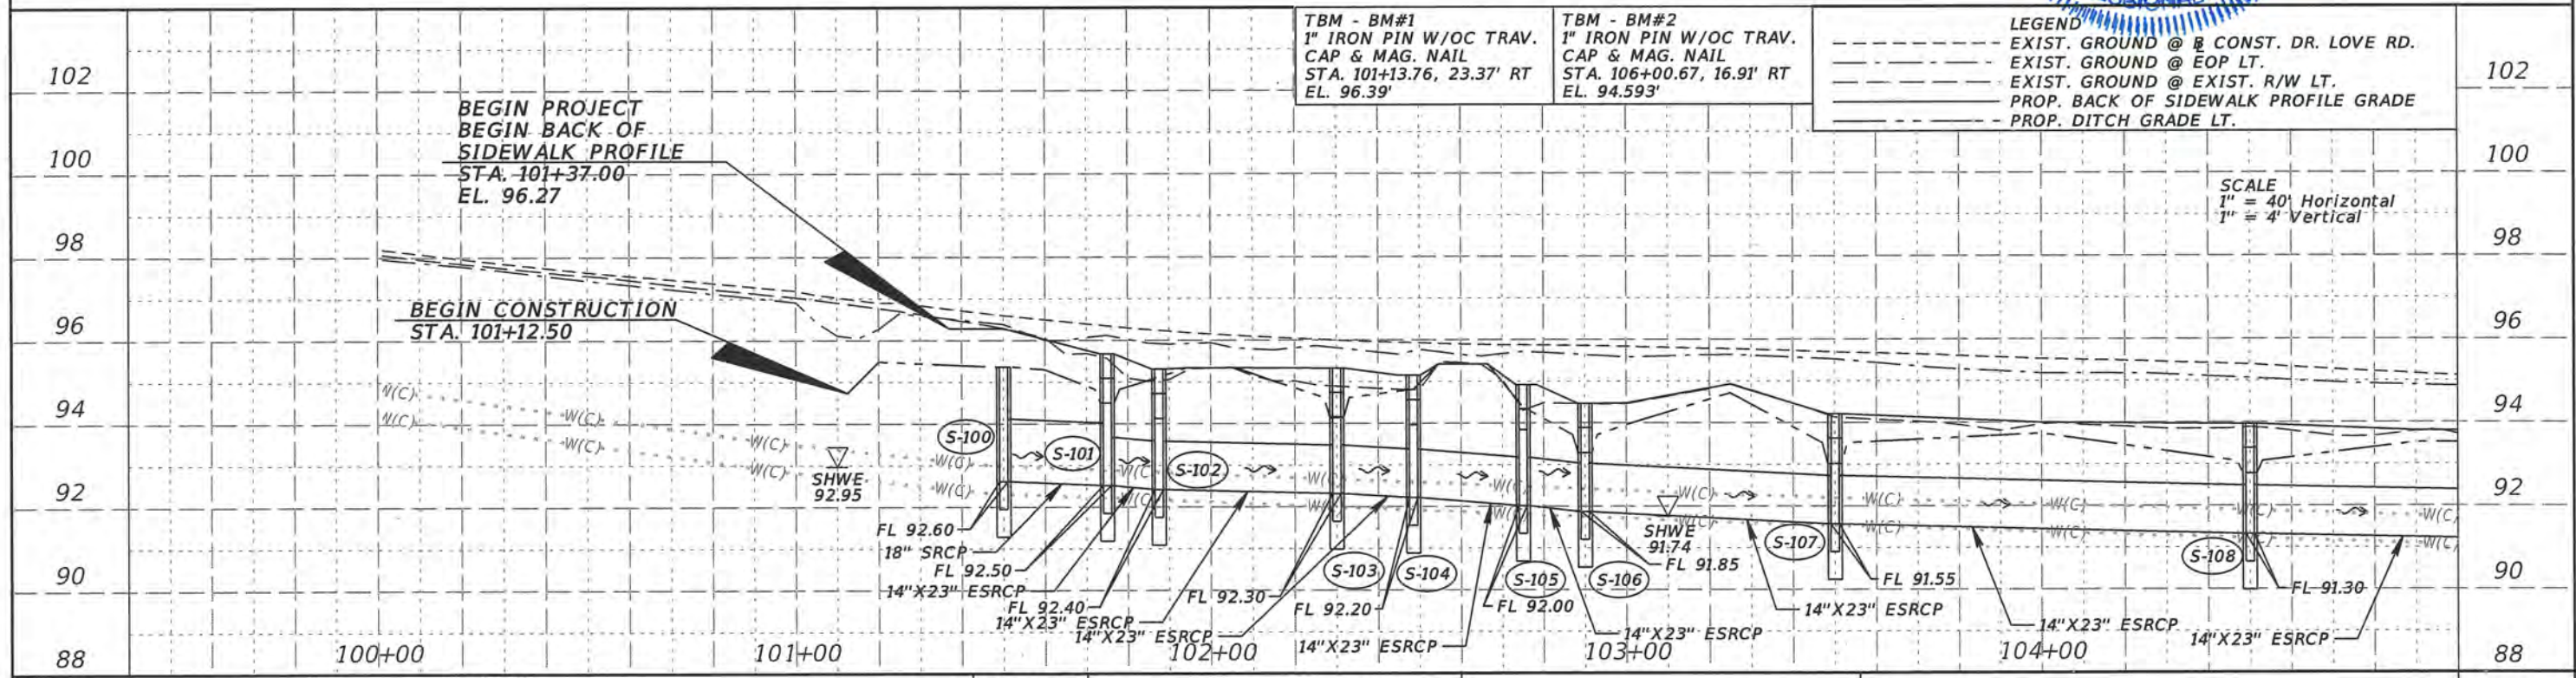 TBM - BM#1
1" IRON PIN W/OC TRAV.
CAP & MAG. NAIL
STA. 101+13.76, 23.37' RT
EL. 96.39'
TBM - BM#2
1" IRON PIN W/OC TRAV.
CAP & MAG. NAIL
STA. 106+00.67, 16.91' RT
EL. 94.593'
LEGEND
EXIST. GROUND @ ℄ CONST. DR. LOVE RD.
EXIST. GROUND @ EOP LT.
EXIST. GROUND @ EXIST. R/W LT.
PROP. BACK OF SIDEWALK PROFILE GRADE
PROP. DITCH GRADE LT.
SCALE
1" = 40' Horizontal
1" = 4' Vertical
102
100
98
96
94
92
90
88
102
100
98
96
94
92
90
88
BEGIN PROJECT
BEGIN BACK OF
SIDEWALK PROFILE
STA. 101+37.00
EL. 96.27
BEGIN CONSTRUCTION
STA. 101+12.50
W(C) W(C) W(C) W(C) W(C) W(C) W(C) W(C) W(C) W(C) W(C) W(C)
W(C) W(C) W(C) W(C) W(C) W(C) W(C) W(C) W(C) W(C) W(C) W(C)
SHWE
92.95
SHWE
91.74
S-100
S-101
S-102
S-103
S-104
S-105
S-106
S-107
S-108
FL 92.60
18" SRCP
FL 92.50
14"X23" ESRCP
FL 92.40
14"X23" ESRCP
FL 92.30
14"X23" ESRCP
FL 92.20
14"X23" ESRCP
FL 92.00
14"X23" ESRCP
FL 91.85
14"X23" ESRCP
FL 91.55
14"X23" ESRCP
FL 91.30
14"X23" ESRCP
100+00
101+00
102+00
103+00
104+00